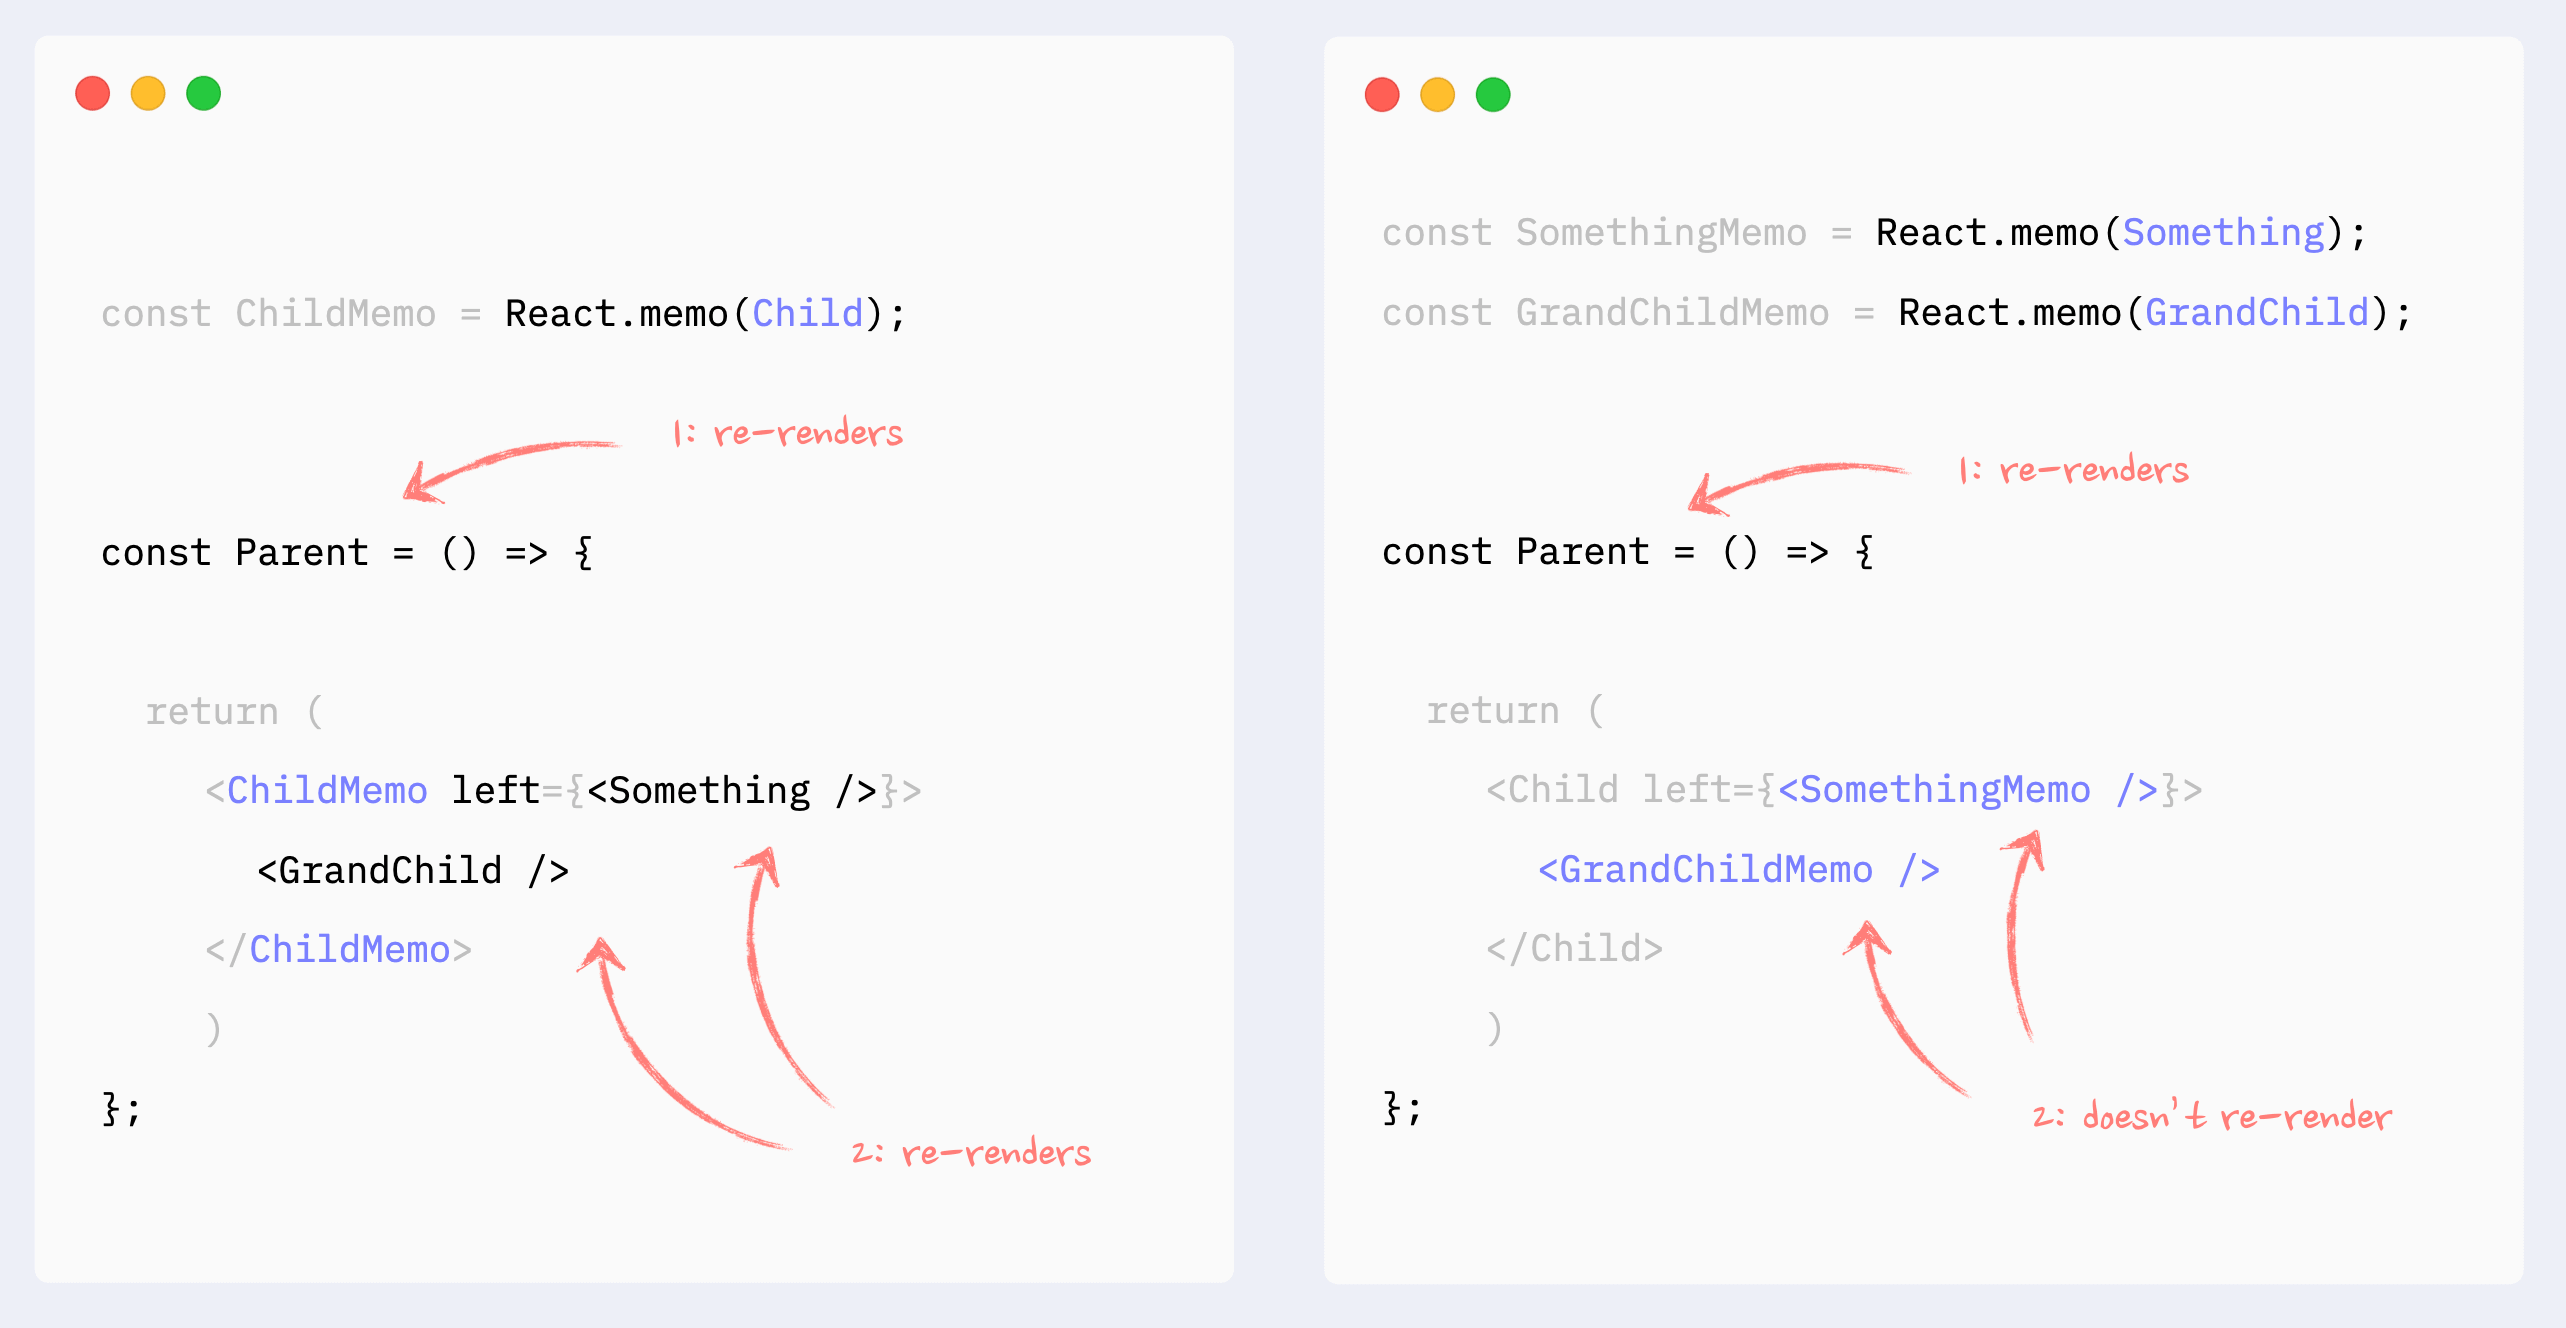 const ChildMemo = React.memo(Child);
1: re-renders
const Parent = () => {
return (
<ChildMemo left={<Something />}>
<GrandChild />
</ChildMemo>
)
};
2: re-renders
const SomethingMemo = React.memo(Something);
const GrandChildMemo = React.memo(GrandChild);
1: re-renders
const Parent = () => {
return (
<Child left={<SomethingMemo />}>
<GrandChildMemo />
</Child>
)
};
2: doesn't re-render